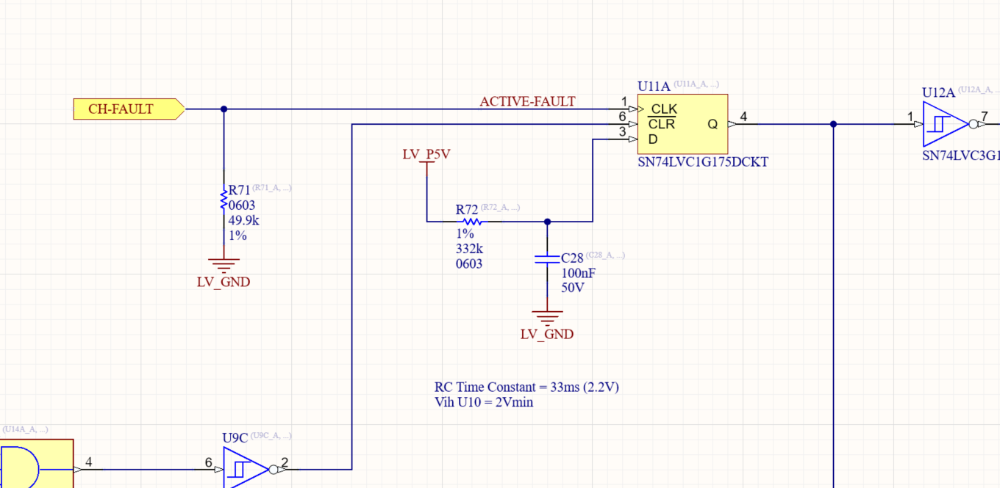 U11A (U11A_A, ...)
U12A (U12A_A, ...
CH-FAULT
ACTIVE-FAULT
1
CLK
6
CLR
3
D
Q
4
1
7
SN74LVC1G175DCKT
SN74LVC3G1
LV_P5V
R71 (R71_A, ...)
0603
49.9k
1%
LV_GND
R72 (R72_A, ...)
1%
332k
0603
C28 (C28_A, ...)
100nF
50V
LV_GND
RC Time Constant = 33ms (2.2V)
Vih U10 = 2Vmin
(U14A_A, ...)
4
U9C (U9C_A, ...)
6
2